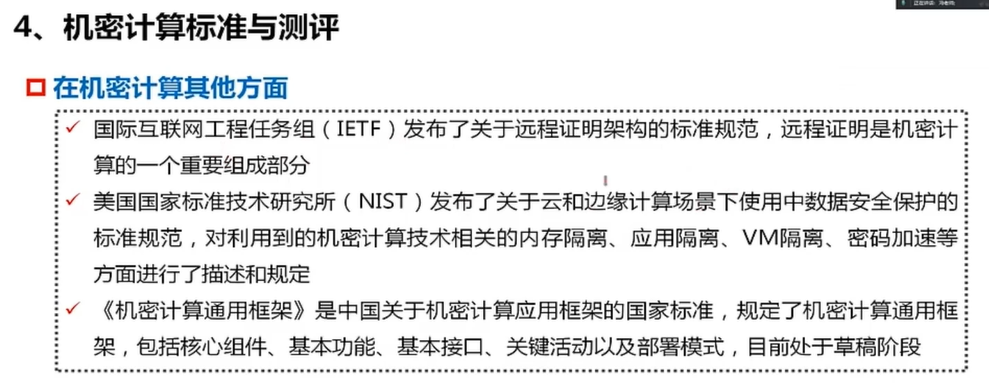 4、机密计算标准与测评
在机密计算其他方面
国际互联网工程任务组（IETF）发布了关于远程证明架构的标准规范，远程证明是机密计
算的一个重要组成部分
美国国家标准技术研究所（NIST）发布了关于云和边缘计算场景下使用中数据安全保护的
标准规范，对利用到的机密计算技术相关的内存隔离、应用隔离、VM隔离、密码加速等
方面进行了描述和规定
《机密计算通用框架》是中国关于机密计算应用框架的国家标准，规定了机密计算通用框
架，包括核心组件、基本功能、基本接口、关键活动以及部署模式，目前处于草稿阶段